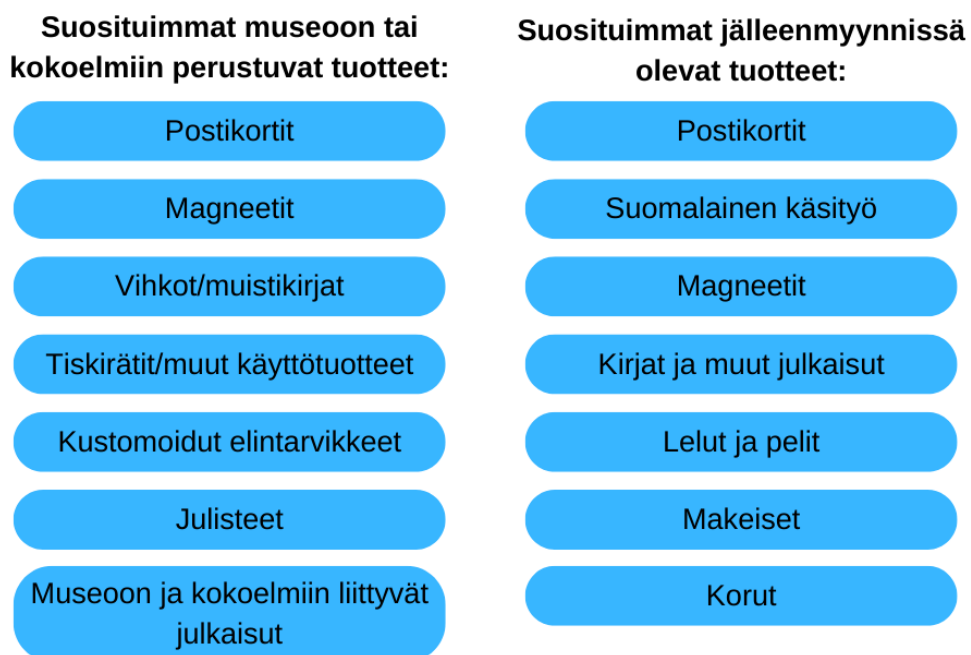 Suosituimmat museoon tai
kokoelmiin perustuvat tuotteet:
Postikortit
Magneetit
Vihkot/muistikirjat
Tiskirätit/muut käyttötuotteet
Kustomoidut elintarvikkeet
Julisteet
Museoon ja kokoelmiin liittyvät
julkaisut
Suosituimmat jälleenmyynnissä
olevat tuotteet:
Postikortit
Suomalainen käsityö
Magneetit
Kirjat ja muut julkaisut
Lelut ja pelit
Makeiset
Korut